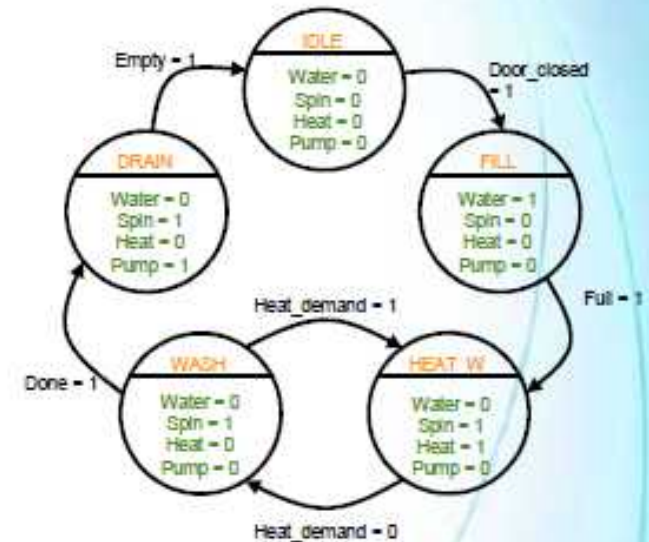 IDLE
Water = 0
Spin = 0
Heat = 0
Pump = 0
Empty = 1
Door_closed
= 1
DRAIN
Water = 0
Spin = 1
Heat = 0
Pump = 1
FILL
Water = 1
Spin = 0
Heat = 0
Pump = 0
Heat_demand = 1
Full = 1
WASH
Water = 0
Spin = 1
Heat = 0
Pump = 0
HEAT_W
Water = 0
Spin = 1
Heat = 1
Pump = 0
Done = 1
Heat_demand = 0